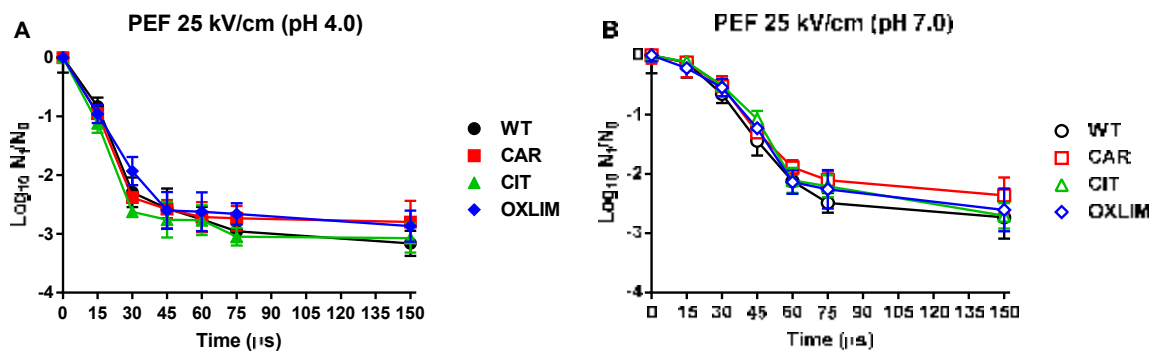 A
PEF 25 kV/cm (pH 4.0)
Log10 Nt/N0
0
-1
-2
-3
-4
0 15 30 45 60 75 90 105 120 135 150
Time (µs)
WT
CAR
CIT
OXLIM
B
PEF 25 kV/cm (pH 7.0)
Log10 Nt/N0
0
-1
-2
-3
-4
0 15 30 45 60 75 90 105 120 135 150
Time (µs)
WT
CAR
CIT
OXLIM